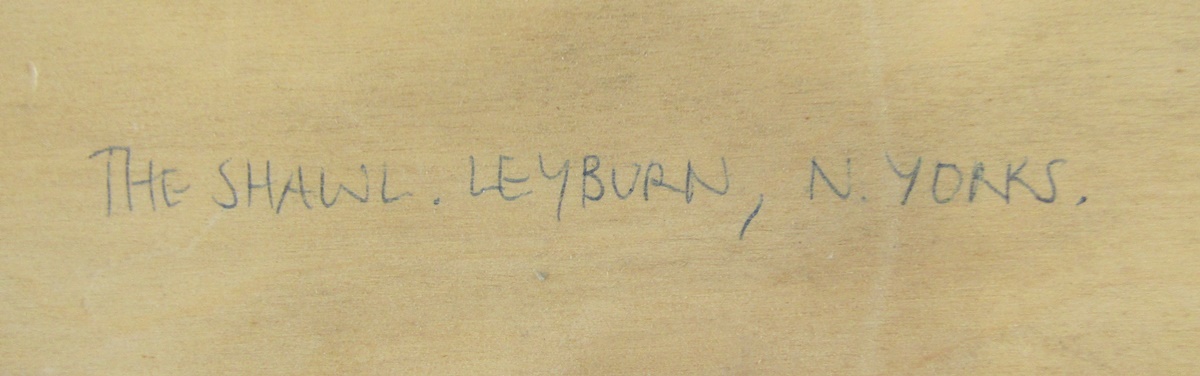 THE SHAWL. LEYBURN, N. YORKS.